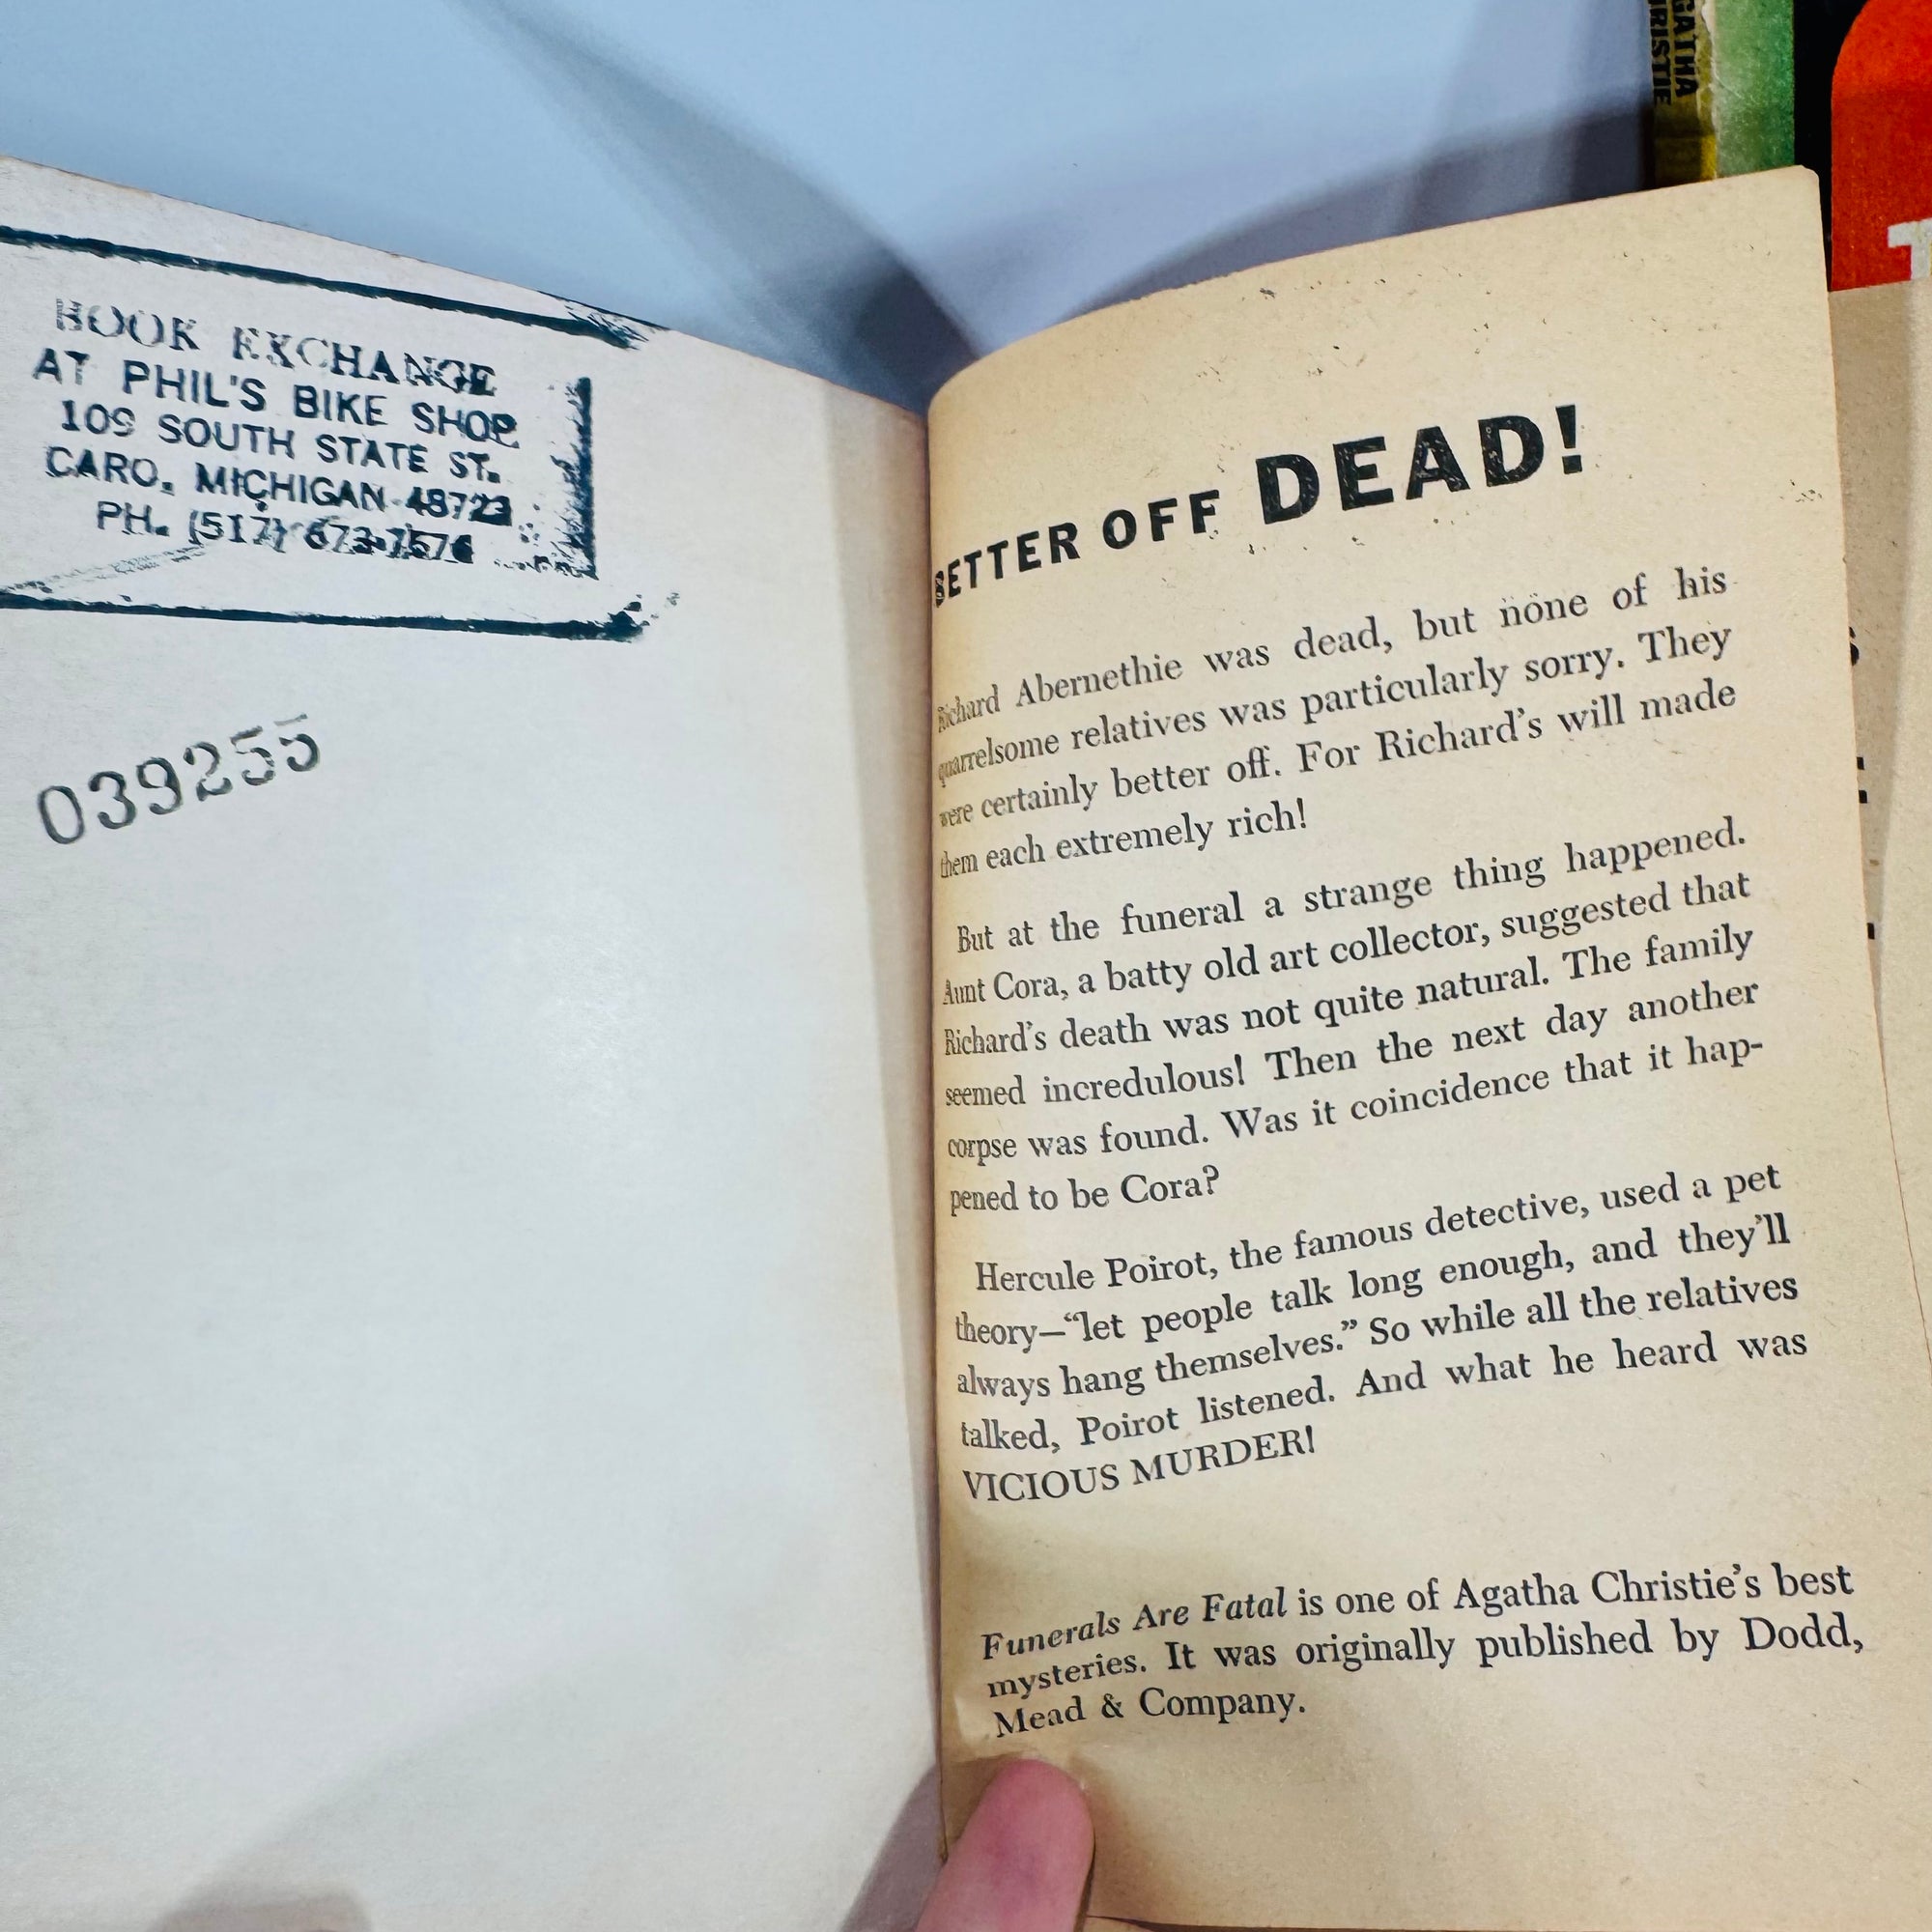 BOOK EXCHANGE
AT PHIL'S BIKE SHOP
109 SOUTH STATE ST.
CARO, MICHIGAN 48723
PH. (517) 673-7576
039255
BETTER OFF DEAD!
Richard Abernethie was dead, but none of his
quarrelsome relatives was particularly sorry. They
were certainly better off. For Richard's will made
them each extremely rich!
But at the funeral a strange thing happened.
Aunt Cora, a batty old art collector, suggested that
Richard's death was not quite natural. The family
seemed incredulous! Then the next day another
corpse was found. Was it coincidence that it hap-
pened to be Cora?
Hercule Poirot, the famous detective, used a pet
theory—“let people talk long enough, and they'll
always hang themselves.” So while all the relatives
talked, Poirot listened. And what he heard was
VICIOUS MURDER!
Funerals Are Fatal is one of Agatha Christie's best
mysteries. It was originally published by Dodd,
Mead & Company.